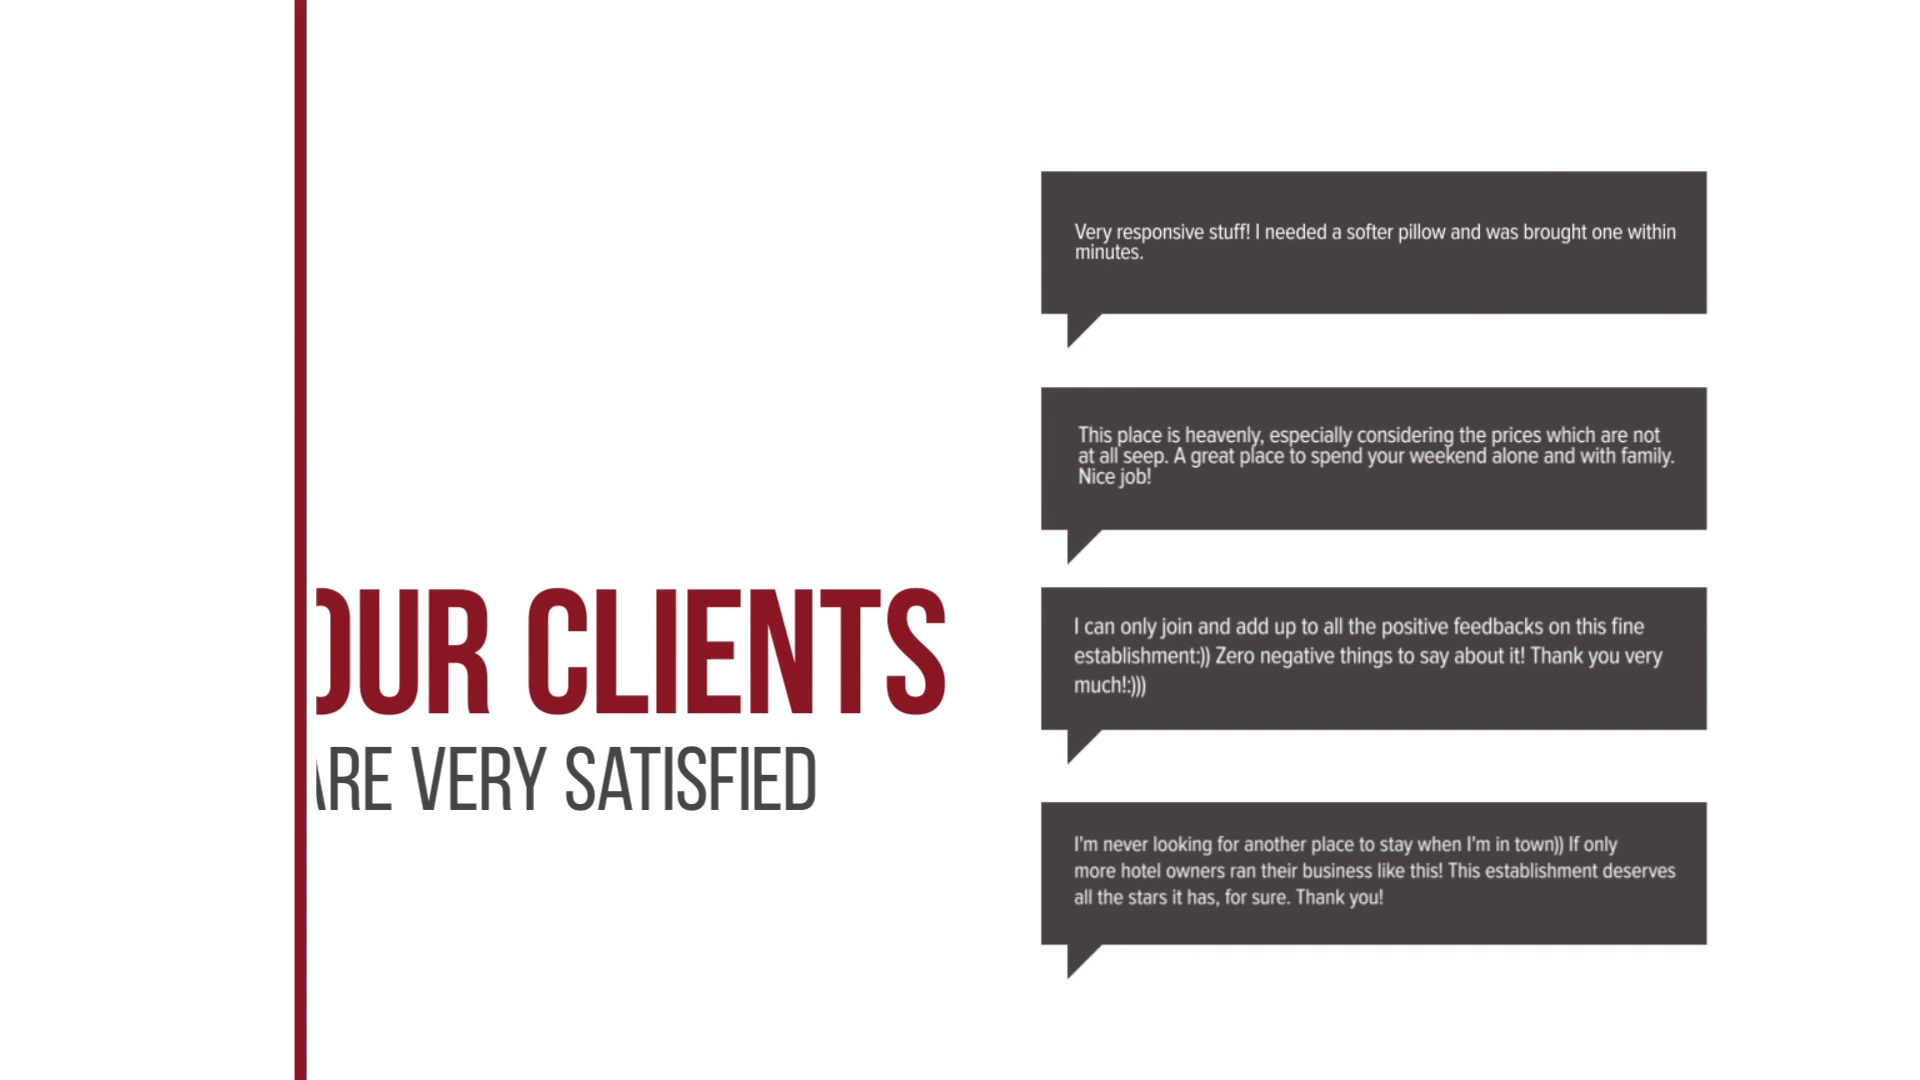 OUR CLIENTS
ARE VERY SATISFIED
Very responsive stuff! I needed a softer pillow and was brought one within
minutes.
This place is heavenly, especially considering the prices which are not
at all seep. A great place to spend your weekend alone and with family.
Nice job!
I can only join and add up to all the positive feedbacks on this fine
establishment:)) Zero negative things to say about it! Thank you very
much!:)))
I'm never looking for another place to stay when I'm in town)) If only
more hotel owners ran their business like this! This establishment deserves
all the stars it has, for sure. Thank you!